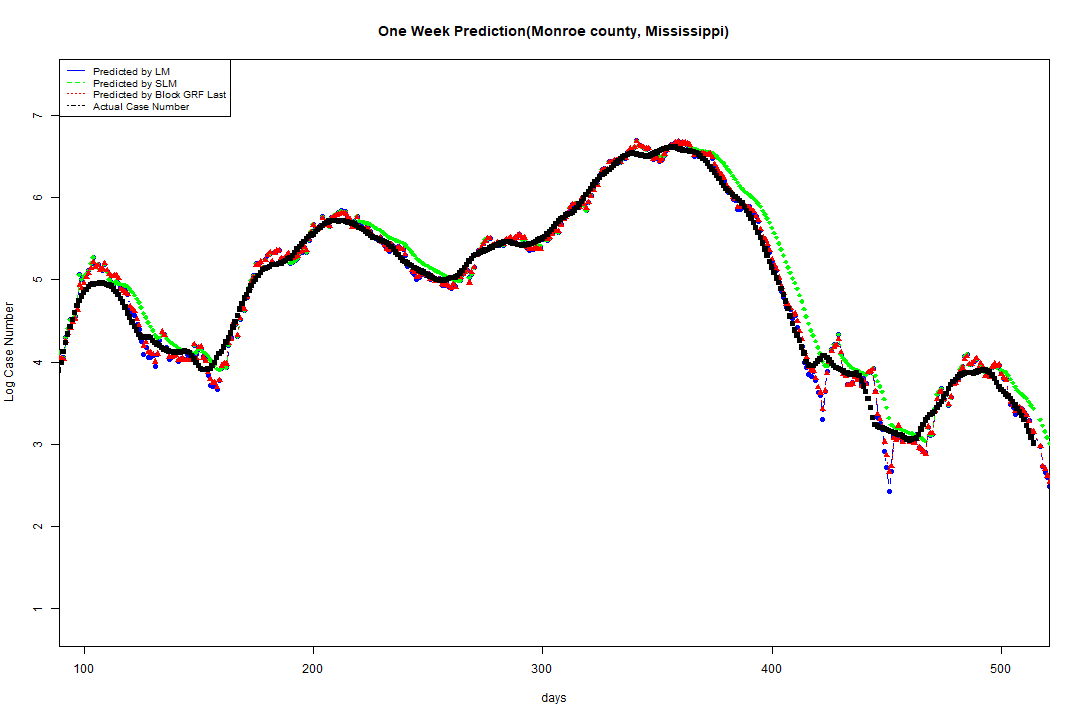 One Week Prediction(Monroe county, Mississippi)
Predicted by LM
Predicted by SLM
Predicted by Block GRF Last
Actual Case Number
7
6
5
4
3
2
1
Log Case Number
100 200 300 400 500
days